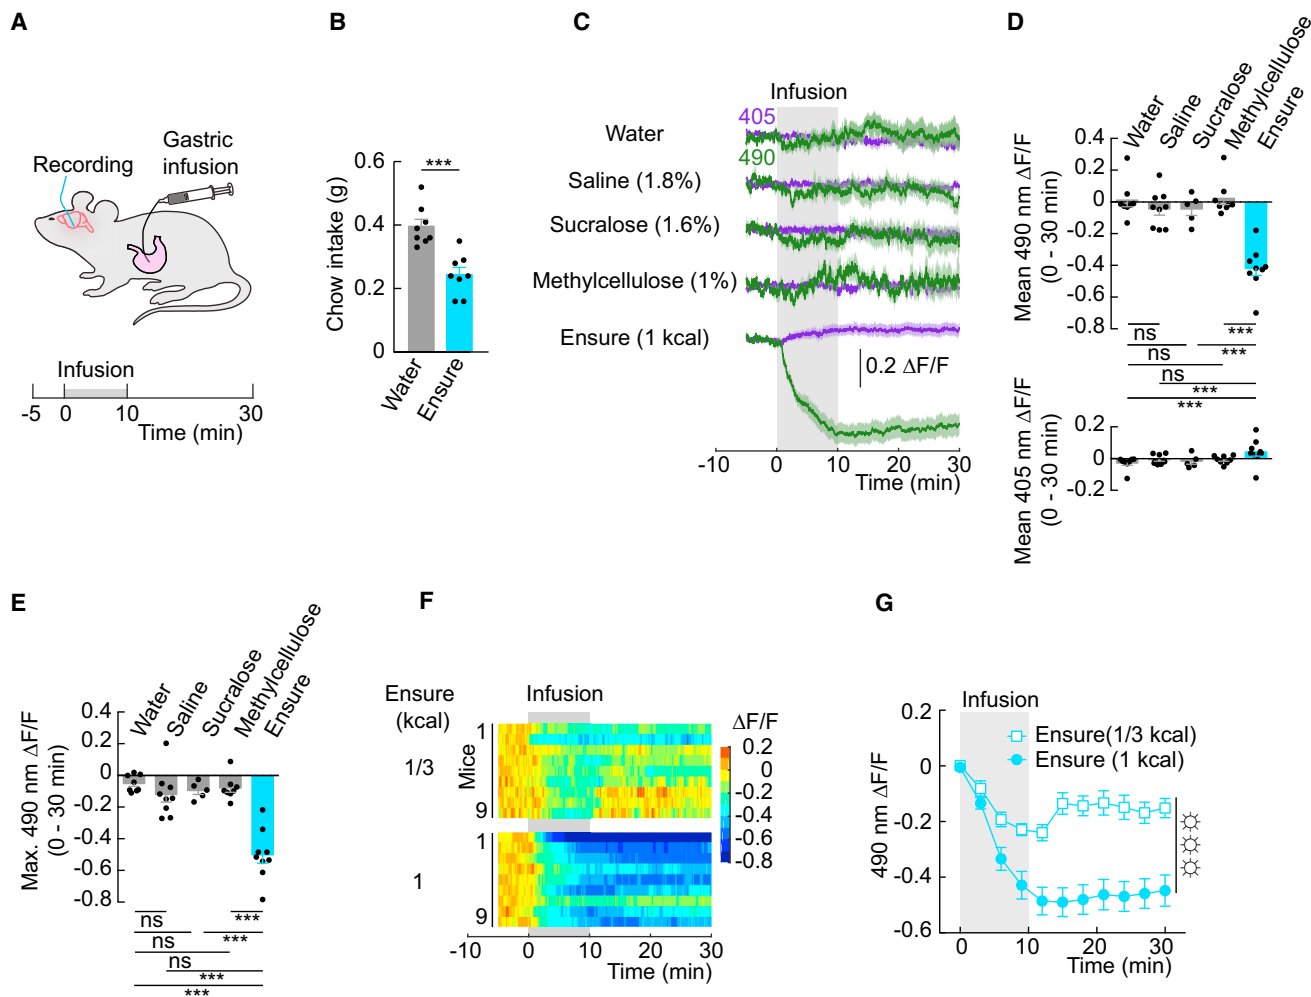 A
Recording
Gastric
infusion
Infusion
-5 0 10 30
Time (min)
B
Chow intake (g)
0.6
0.4
0.2
0
***
Water
Ensure
C
Infusion
405
490
Water
Saline (1.8%)
Sucralose (1.6%)
Methylcellulose (1%)
Ensure (1 kcal)
0.2 ΔF/F
-10 0 10 20 30
Time (min)
D
Water
Saline
Sucralose
Methylcellulose
Ensure
Mean 490 nm ΔF/F
(0 - 30 min)
0.4
0.2
0
-0.2
-0.4
-0.6
-0.8
ns
***
ns
***
ns
***
***
Mean 405 nm ΔF/F
(0 - 30 min)
0.2
0
-0.2
E
Water
Saline
Sucralose
Methylcellulose
Ensure
Max. 490 nm ΔF/F
(0 - 30 min)
0.4
0.2
0
-0.2
-0.4
-0.6
-0.8
ns
***
ns
***
ns
***
***
F
Ensure
(kcal)
Infusion
1/3
1
Mice
1
9
1
9
ΔF/F
0.2
0
-0.2
-0.4
-0.6
-0.8
-10 0 10 20 30
Time (min)
G
Infusion
Ensure(1/3 kcal)
Ensure (1 kcal)
490 nm ΔF/F
0.2
0
-0.2
-0.4
-0.6
0 10 20 30
Time (min)